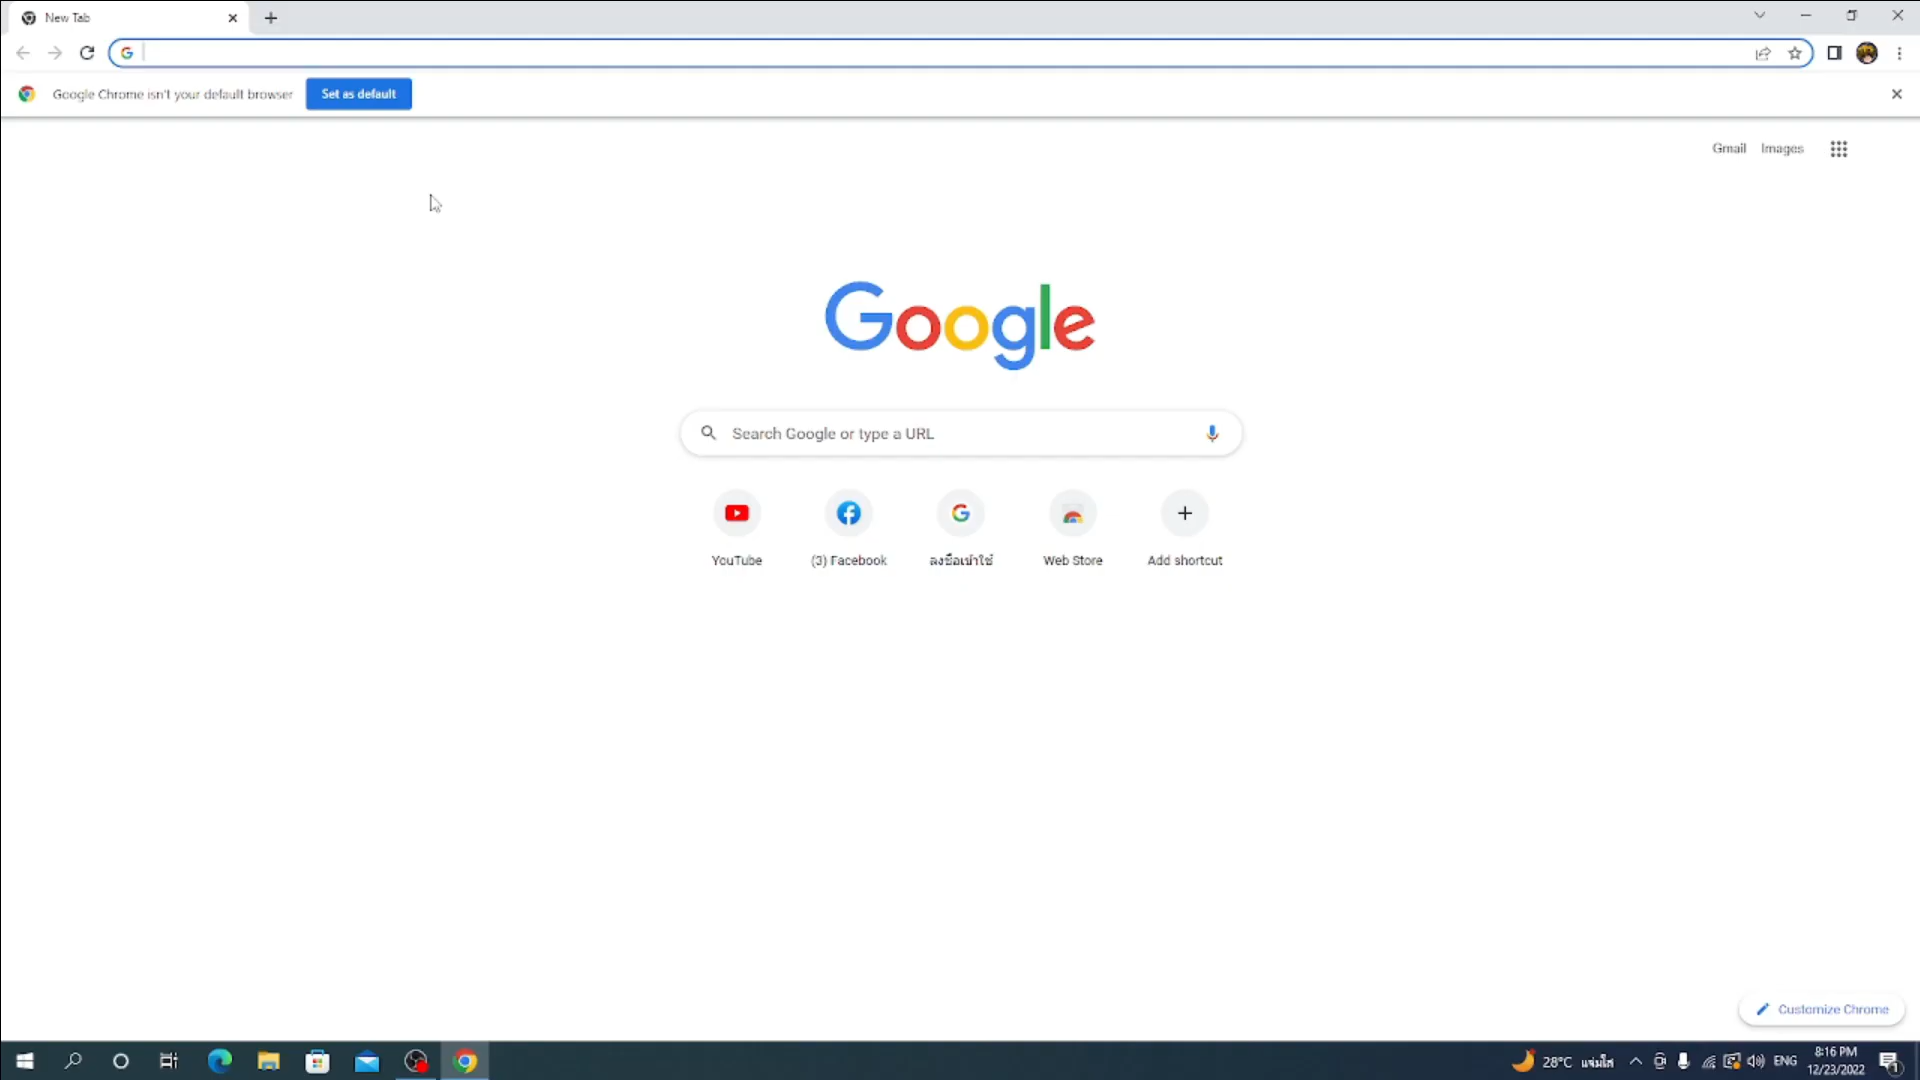 New Tab
Google Chrome isn't your default browser Set as default
Gmail Images
Google
Search Google or type a URL
YouTube (3) Facebook ลงชื่อเข้าใช้ Web Store Add shortcut
Customize Chrome
28°C แจ่มใส ENG 8:16 PM
12/23/2022
1